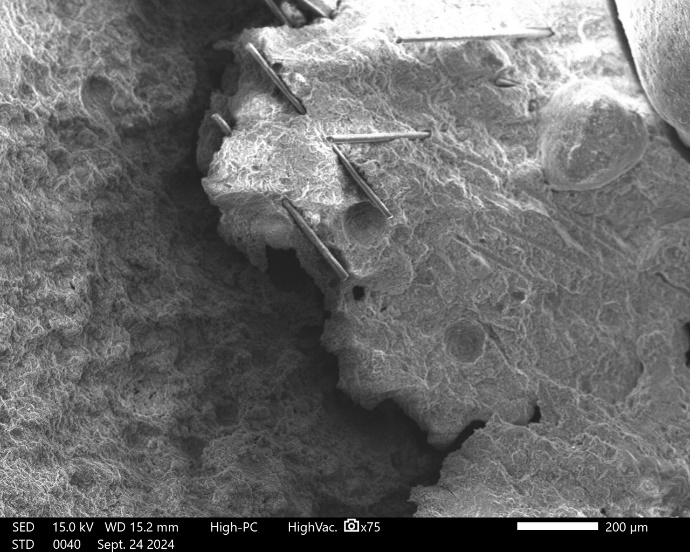 SED 15.0 kV WD 15.2 mm High-PC HighVac. x75 200 µm
STD 0040 Sept. 24 2024